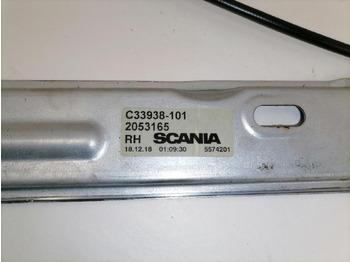 C33938-101
2053165
RH SCANIA
18.12.18 01:09:30 5574201